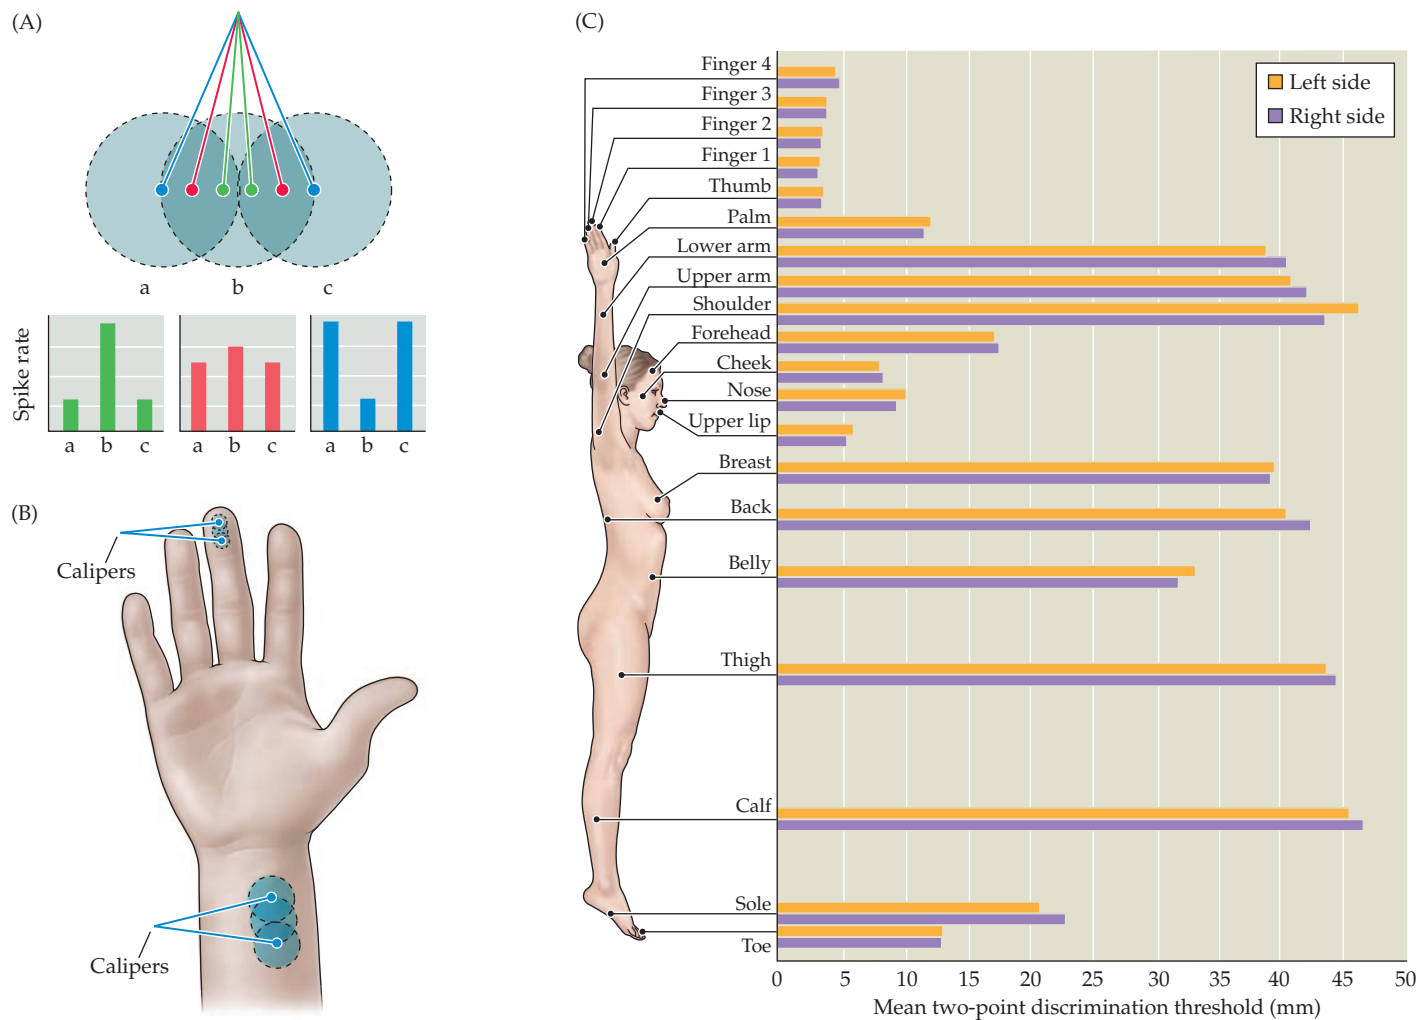 (A)
a b c
Spike rate
a b c
a b c
a b c
(B)
Calipers
Calipers
(C)
Left side
Right side
Finger 4
Finger 3
Finger 2
Finger 1
Thumb
Palm
Lower arm
Upper arm
Shoulder
Forehead
Cheek
Nose
Upper lip
Breast
Back
Belly
Thigh
Calf
Sole
Toe
0 5 10 15 20 25 30 35 40 45 50
Mean two-point discrimination threshold (mm)